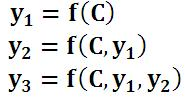 y₁ = f(C)
y₂ = f(C, y₁)
y₃ = f(C, y₁, y₂)